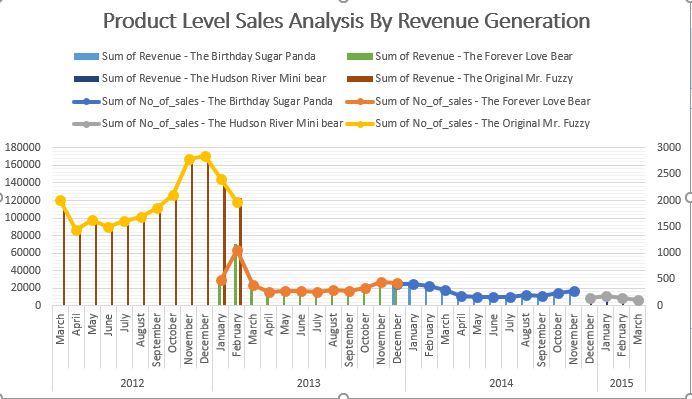 Product Level Sales Analysis By Revenue Generation
Sum of Revenue - The Birthday Sugar Panda Sum of Revenue - The Forever Love Bear
Sum of Revenue - The Hudson River Mini bear Sum of Revenue - The Original Mr. Fuzzy
Sum of No_of_sales - The Birthday Sugar Panda Sum of No_of_sales - The Forever Love Bear
Sum of No_of_sales - The Hudson River Mini bear Sum of No_of_sales - The Original Mr. Fuzzy
180000 3000
160000
140000 2500
120000 2000
100000
80000 1500
60000 1000
40000
20000 500
0 0
March April May June July August September October November December January February March April May June July August September October November December January February March April May June July August September October November December January February March
2012 2013 2014 2015